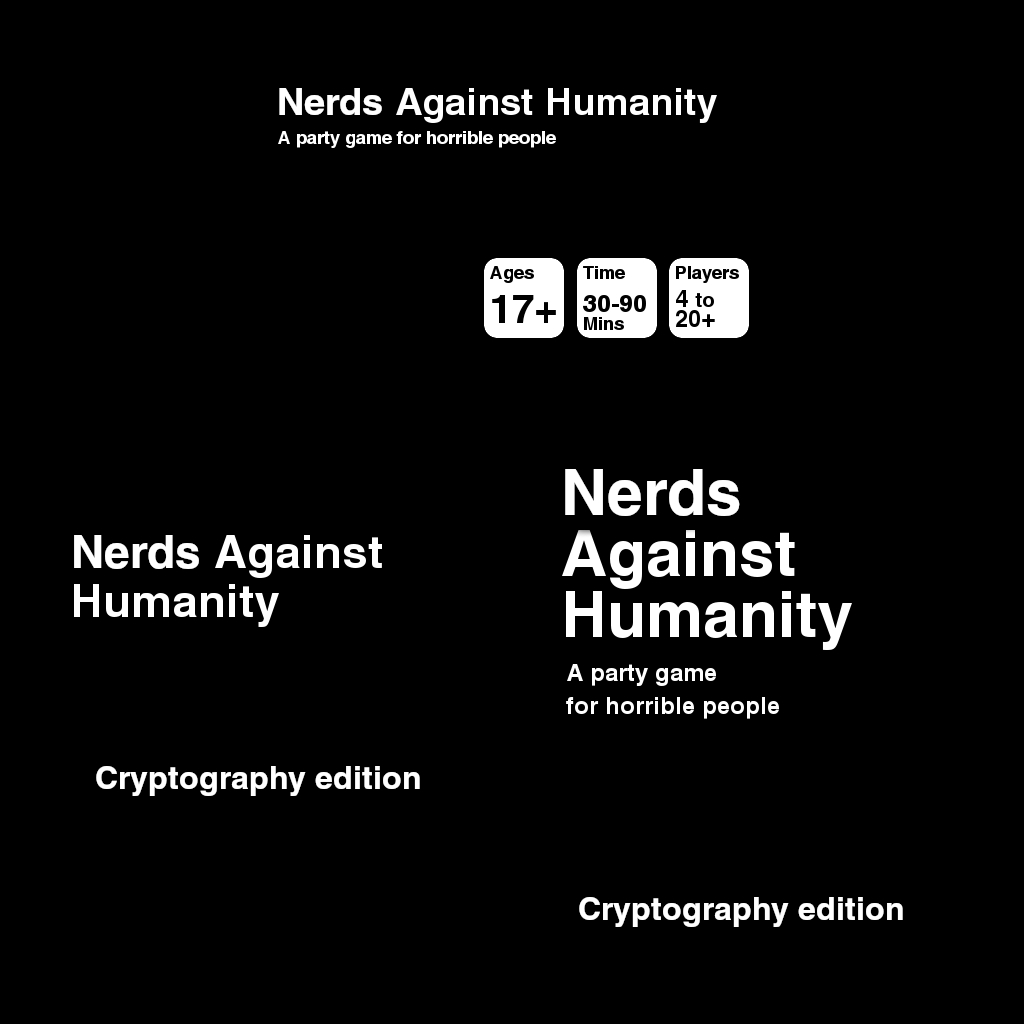 Nerds Against Humanity
A party game for horrible people
Ages
17+
Time
30-90
Mins
Players
4 to
20+
Nerds Against
Humanity
Cryptography edition
Nerds
Against
Humanity
A party game
for horrible people
Cryptography edition